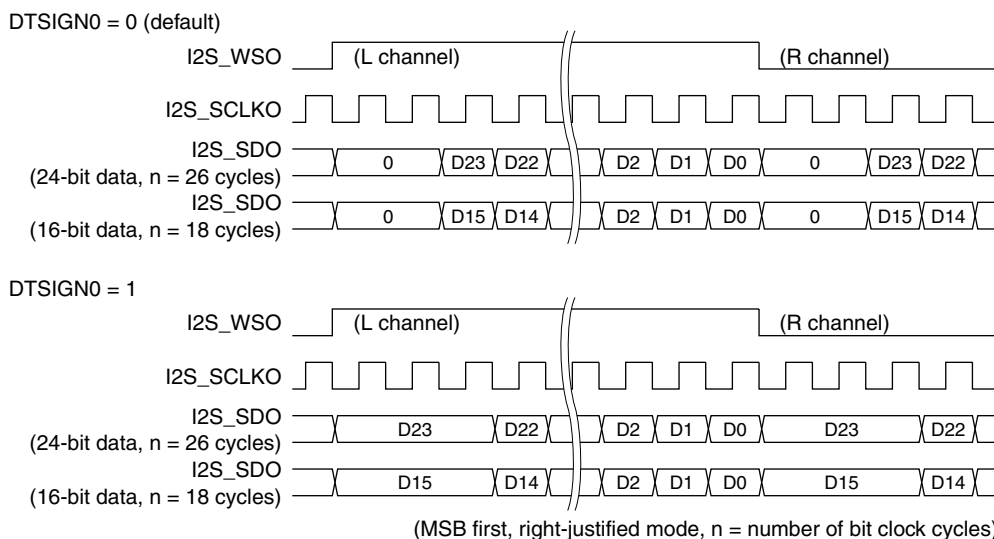 DTSIGN0 = 0 (default)
I2S_WSO (L channel) (R channel)
I2S_SCLKO
I2S_SDO 0 D23 D22 D2 D1 D0 0 D23 D22
(24-bit data, n = 26 cycles)
I2S_SDO 0 D15 D14 D2 D1 D0 0 D15 D14
(16-bit data, n = 18 cycles)
DTSIGN0 = 1
I2S_WSO (L channel) (R channel)
I2S_SCLKO
I2S_SDO D23 D22 D2 D1 D0 D23 D22
(24-bit data, n = 26 cycles)
I2S_SDO D15 D14 D2 D1 D0 D15 D14
(16-bit data, n = 18 cycles)
(MSB first, right-justified mode, n = number of bit clock cycles)